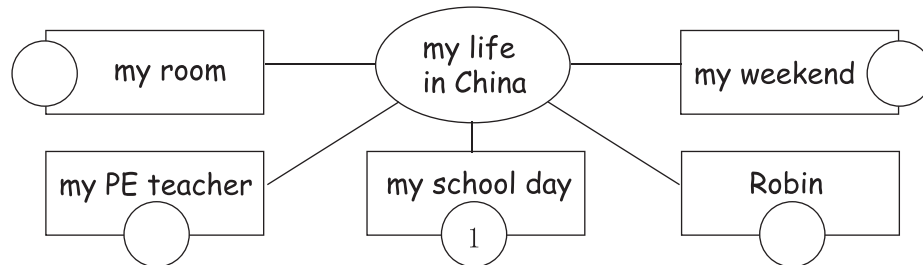 my life
in China
my room
my weekend
my PE teacher
my school day
Robin
1